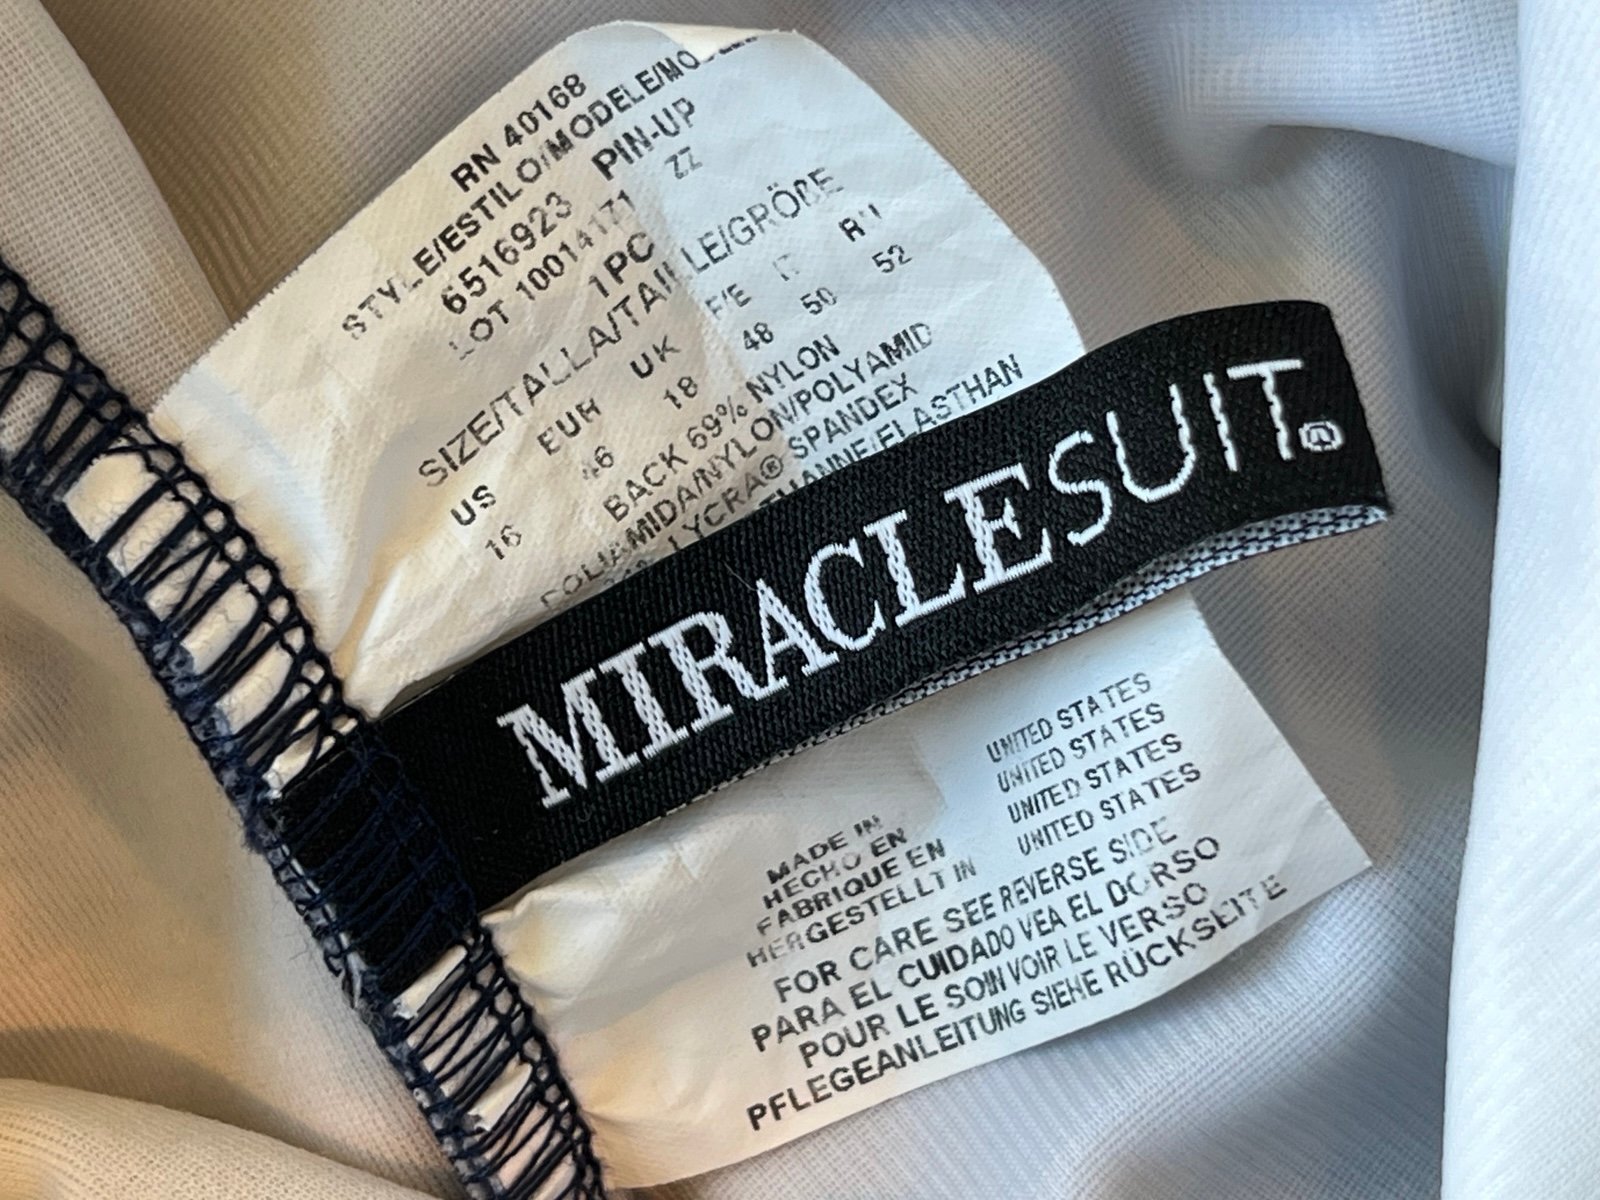 RN 40168
STYLE/ESTILO/MODELE/MODELL
6516923 PIN-UP
LOT 10014171 ZZ
1PC
SIZE/TALLA/TAILLE/GRÖßE
US EUR UK F/E IT RU
16 46 18 48 50 52
BACK 69% NYLON
POLIAMIDA/NYLON/POLYAMID
LYCRA® SPANDEX
ELASTHAN
MIRACLESUIT®
MADE IN UNITED STATES
HECHO EN UNITED STATES
FABRIQUE EN UNITED STATES
HERGESTELLT IN UNITED STATES
FOR CARE SEE REVERSE SIDE
PARA EL CUIDADO VEA EL DORSO
POUR LE SOIN VOIR LE VERSO
PFLEGEANLEITUNG SIEHE RÜCKSEITE